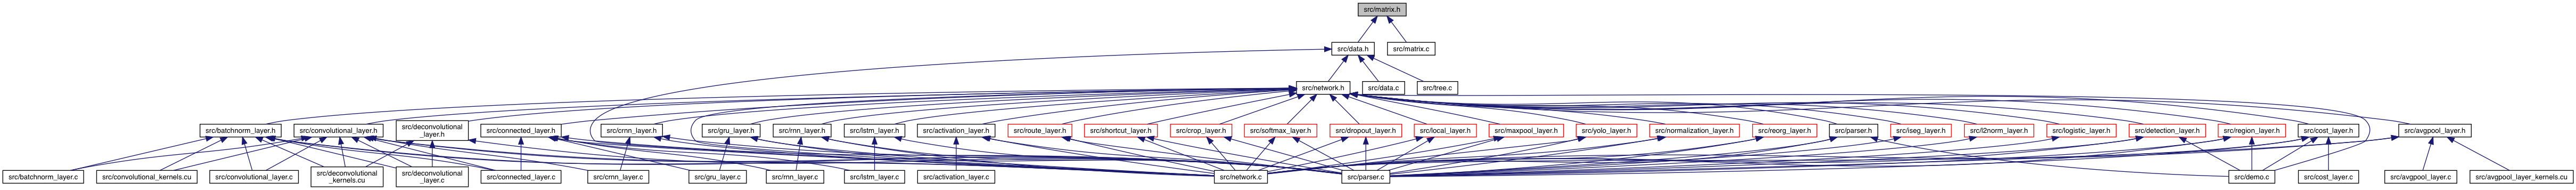 src/matrix.h
src/data.h
src/matrix.c
src/network.h
src/data.c
src/tree.c
src/batchnorm_layer.h
src/convolutional_layer.h
src/deconvolutional
_layer.h
src/connected_layer.h
src/crnn_layer.h
src/gru_layer.h
src/rnn_layer.h
src/lstm_layer.h
src/activation_layer.h
src/route_layer.h
src/shortcut_layer.h
src/crop_layer.h
src/softmax_layer.h
src/dropout_layer.h
src/local_layer.h
src/maxpool_layer.h
src/yolo_layer.h
src/normalization_layer.h
src/reorg_layer.h
src/parser.h
src/iseg_layer.h
src/l2norm_layer.h
src/logistic_layer.h
src/detection_layer.h
src/region_layer.h
src/cost_layer.h
src/avgpool_layer.h
src/batchnorm_layer.c
src/convolutional_kernels.cu
src/convolutional_layer.c
src/deconvolutional
_kernels.cu
src/deconvolutional
_layer.c
src/connected_layer.c
src/crnn_layer.c
src/gru_layer.c
src/rnn_layer.c
src/lstm_layer.c
src/activation_layer.c
src/network.c
src/parser.c
src/demo.c
src/cost_layer.c
src/avgpool_layer.c
src/avgpool_layer_kernels.cu